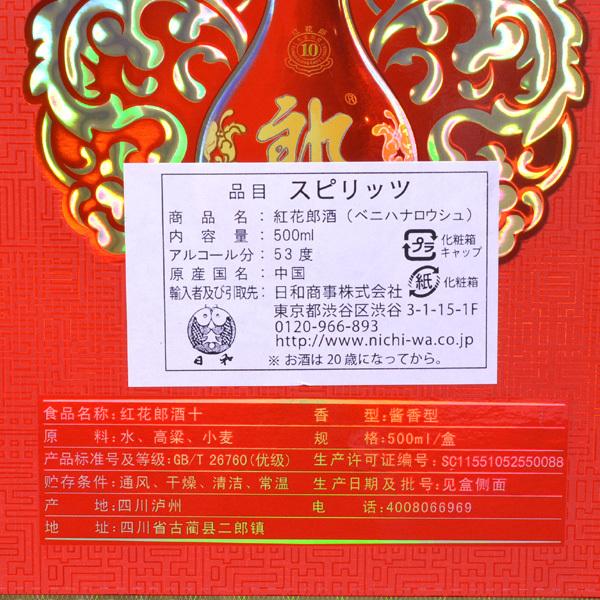 红花郎
10
郎®
品目 スピリッツ
商品名:紅花郎酒(ベニハナロウシュ)
内容量:500ml
アルコール分:53度
原産国名:中国
輸入者及び引取先:日和商事株式会社
東京都渋谷区渋谷3-1-15-1F
0120-966-893
http://www.nichi-wa.co.jp
※お酒は20歳になってから。
プラ 化粧箱
キャップ
紙 化粧箱
日和
食品名称:红花郎酒十 香型:酱香型
原料:水、高粱、小麦 规格:500ml/盒
产品标准号及等级:GB/T 26760(优级) 生产许可证编号:SC11551052550088
贮存条件:通风、干燥、清洁、常温 生产日期及批号:见盒侧面
产地:四川泸州 电话:4008066969
地址:四川省古蔺县二郎镇